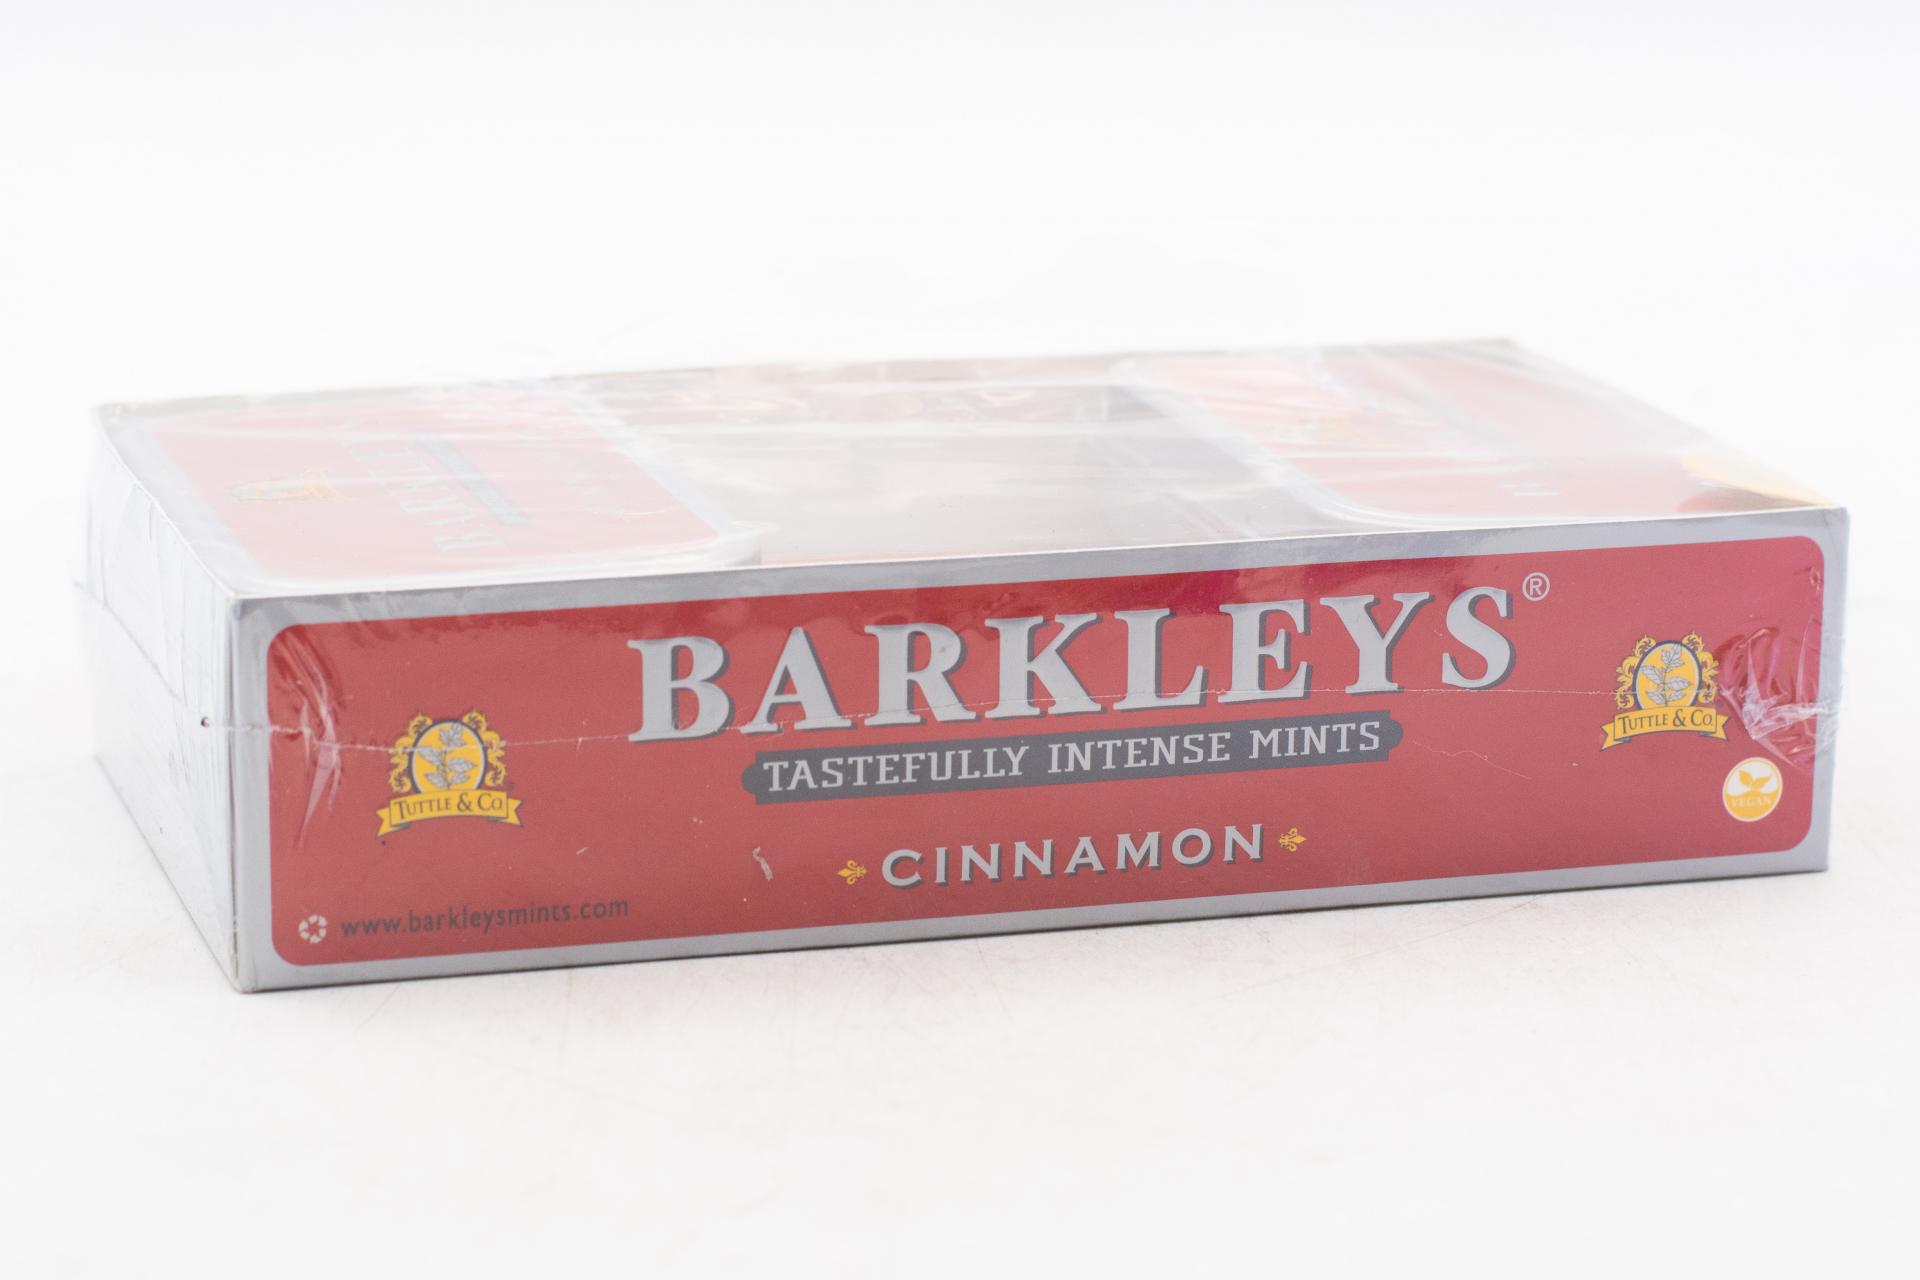 BARKLEYS®
TASTEFULLY INTENSE MINTS
CINNAMON
TUTTLE & CO.
TUTTLE & CO.
VEGAN
www.barkleysmints.com